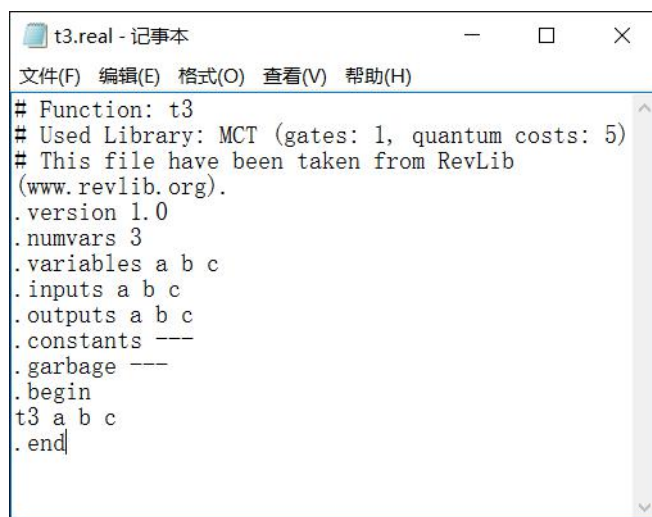 t3.real - 记事本
文件(F) 编辑(E) 格式(O) 查看(V) 帮助(H)
# Function: t3
# Used Library: MCT (gates: 1, quantum costs: 5)
# This file have been taken from RevLib
(www.revlib.org).
.version 1.0
.numvars 3
.variables a b c
.inputs a b c
.outputs a b c
.constants ---
.garbage ---
.begin
t3 a b c
.end